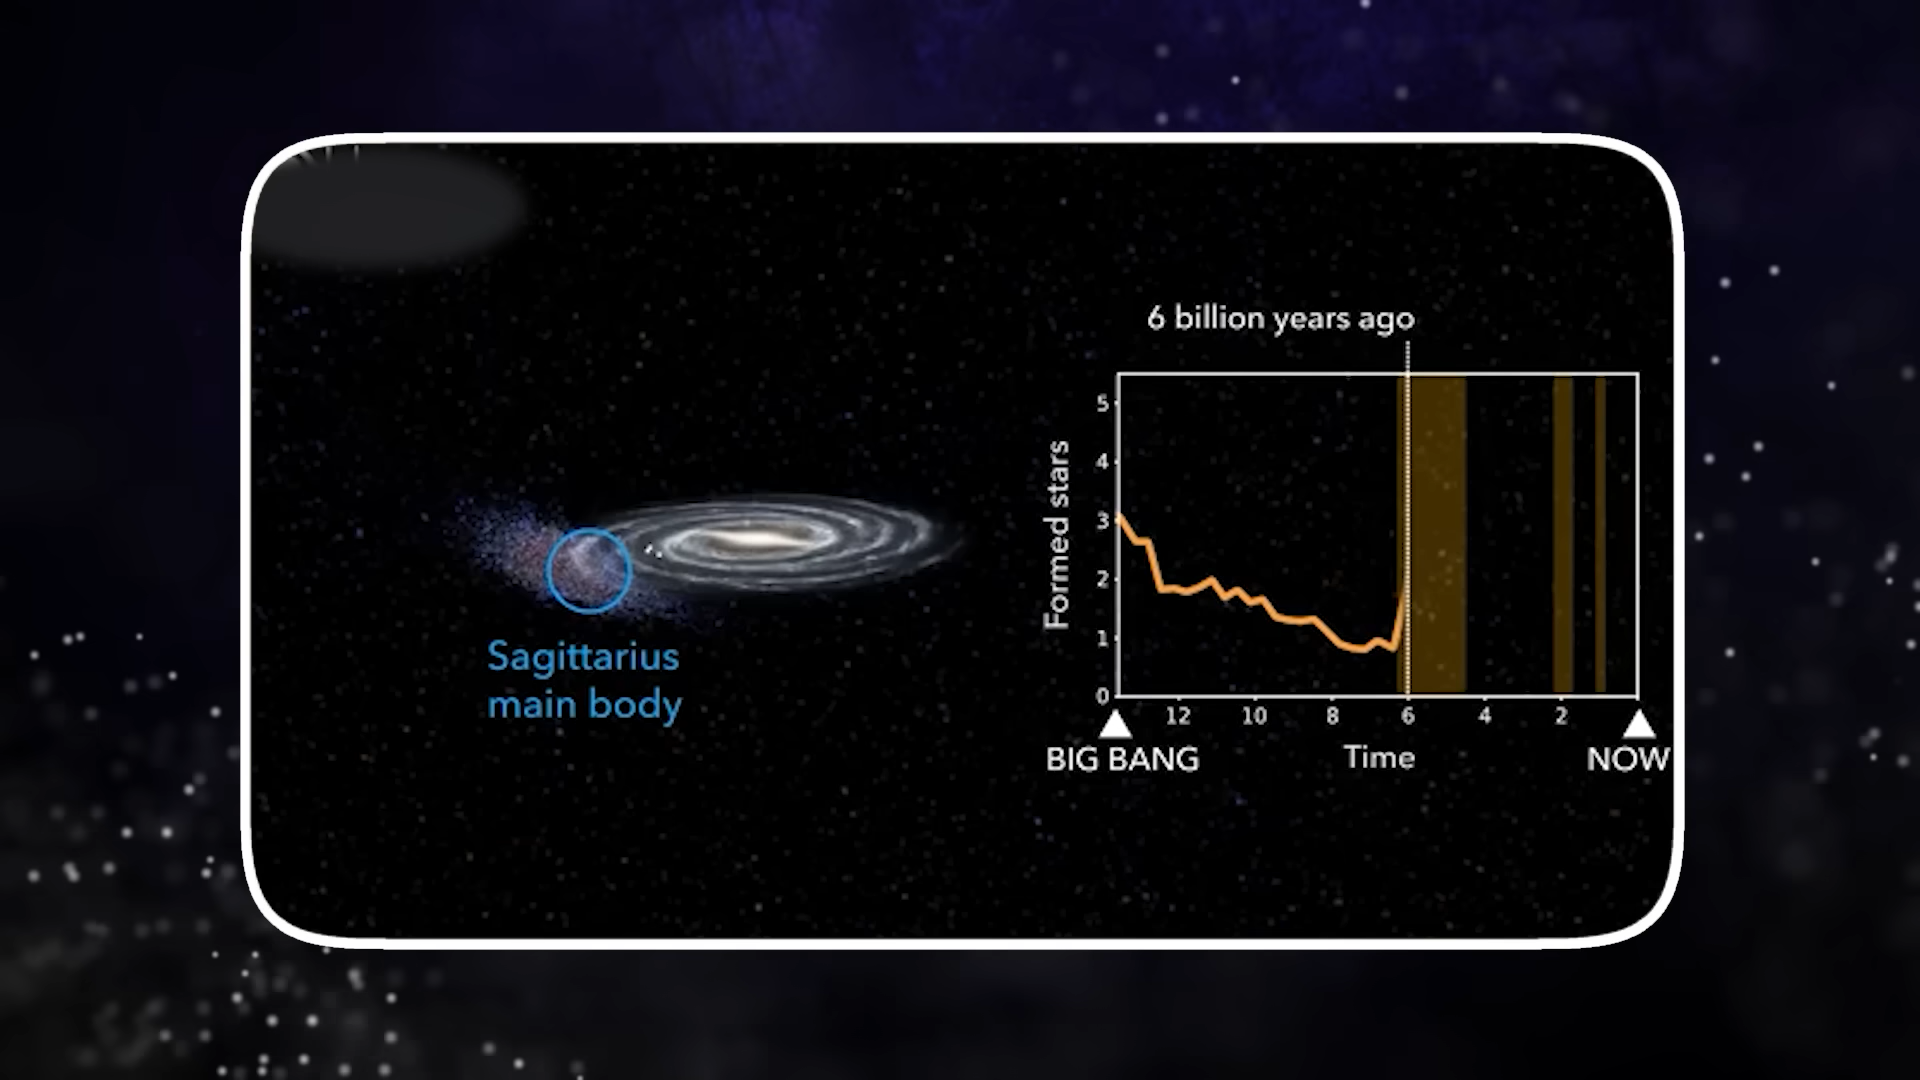 6 billion years ago
5
4
3
2
1
0
Formed stars
12 10 8 6 4 2
BIG BANG Time NOW
Sagittarius
main body